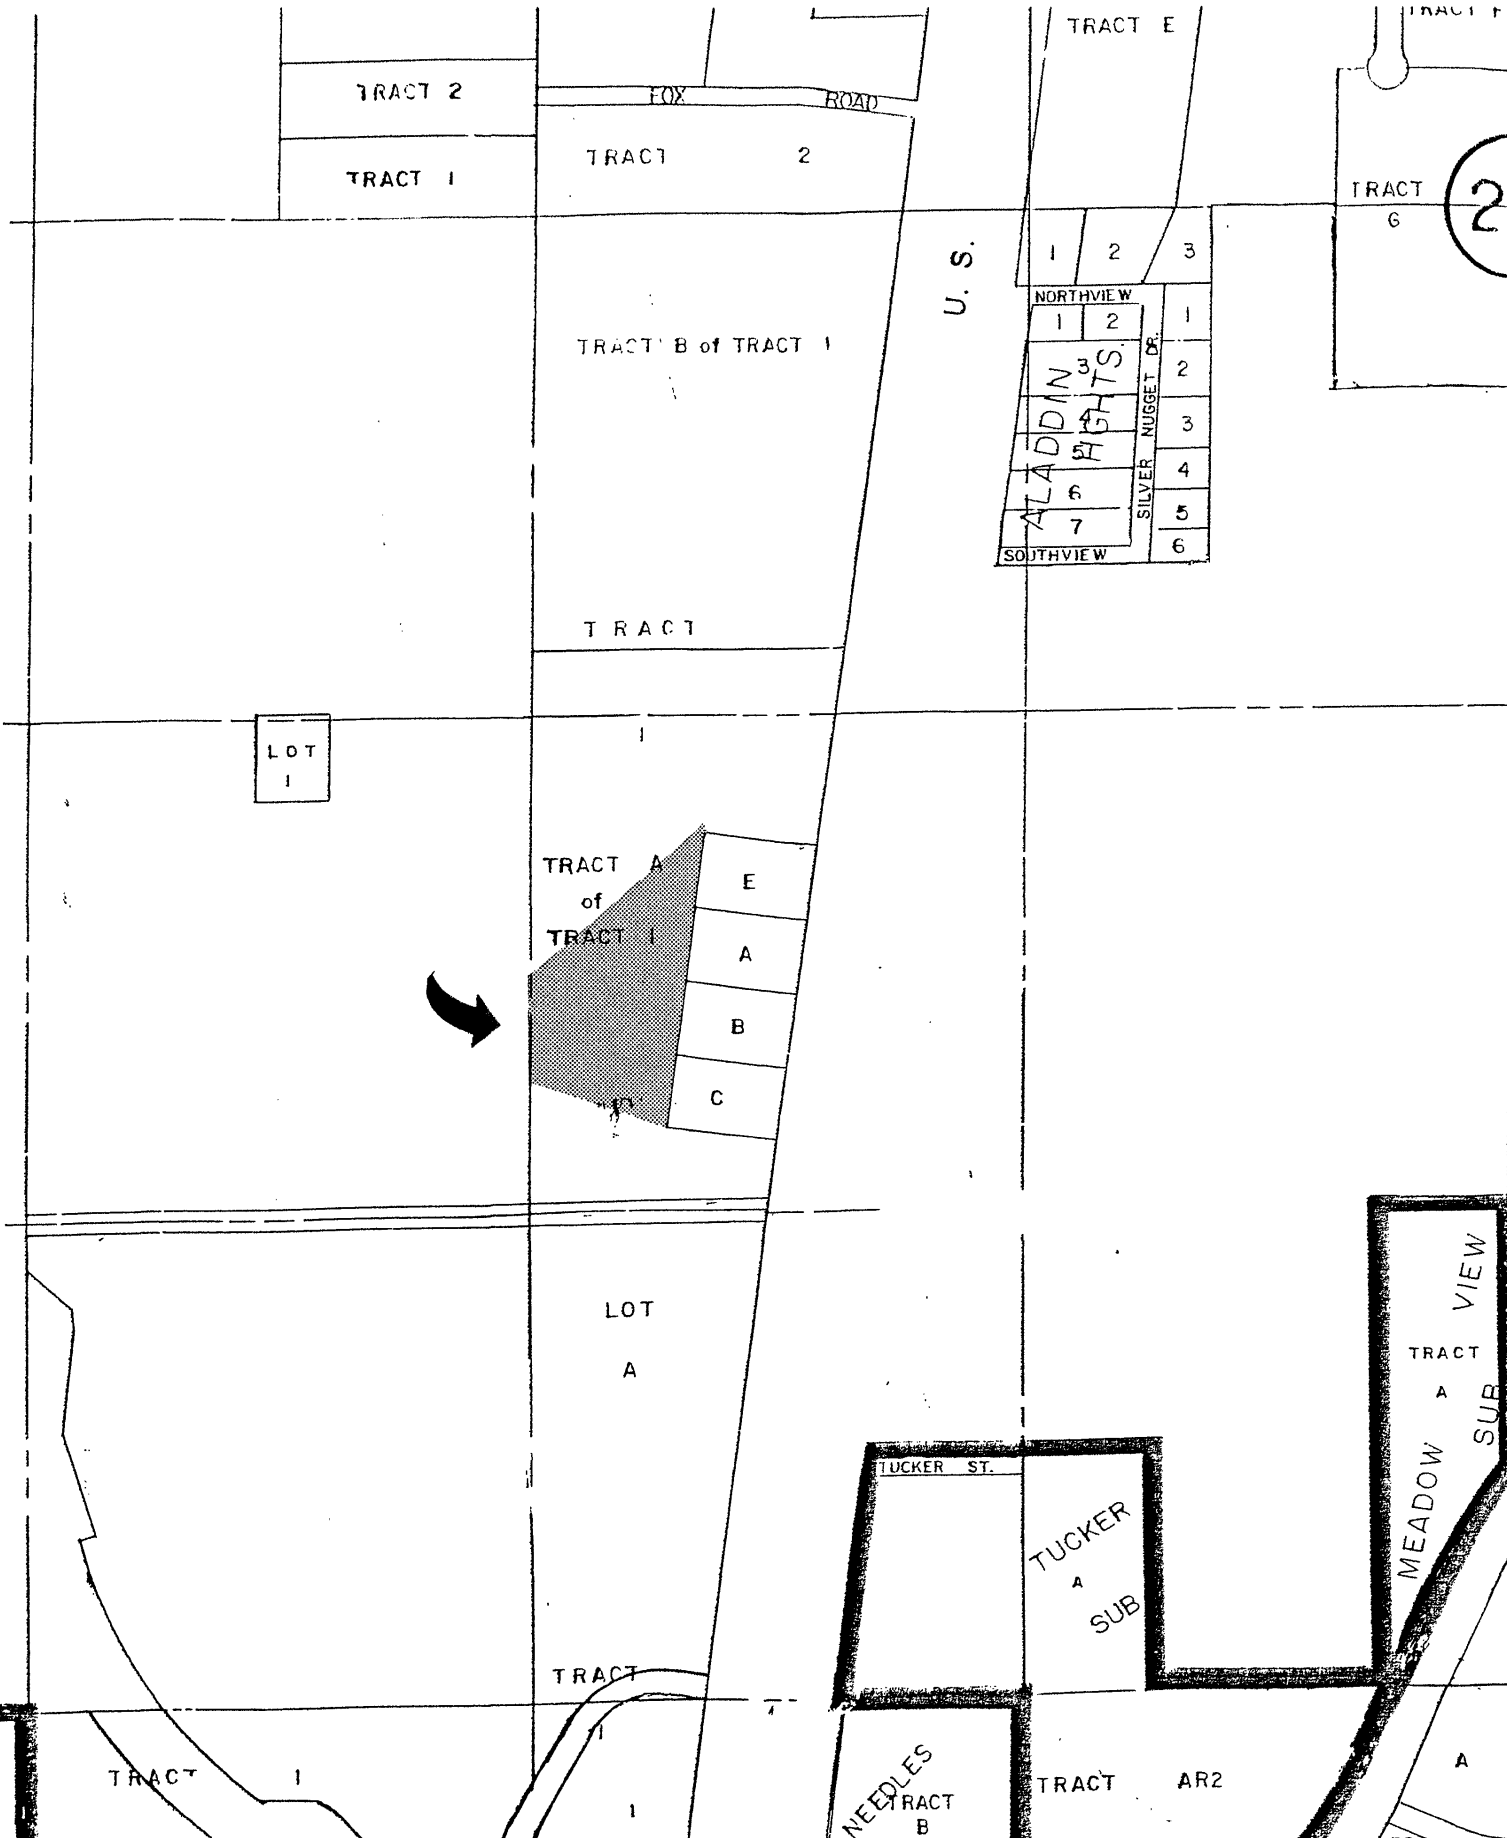 TRACT E
TRACT F
TRACT 2
FOX ROAD
TRACT 1
TRACT 2
TRACT
G
2
U. S.
1
2
3
NORTHVIEW
1
2
1
TRACT B of TRACT 1
3
2
4
3
5
4
6
5
7
6
ALADDIN
HGHTS.
SILVER NUGGET DR.
SOUTHVIEW
TRACT
1
LOT
1
TRACT A
of
TRACT 1
E
A
B
C
LOT
A
MEADOW VIEW
SUB
TRACT
A
TUCKER ST.
TUCKER
A
SUB
TRACT
1
TRACT 1
1
NEEDLES
TRACT
B
TRACT AR2
A